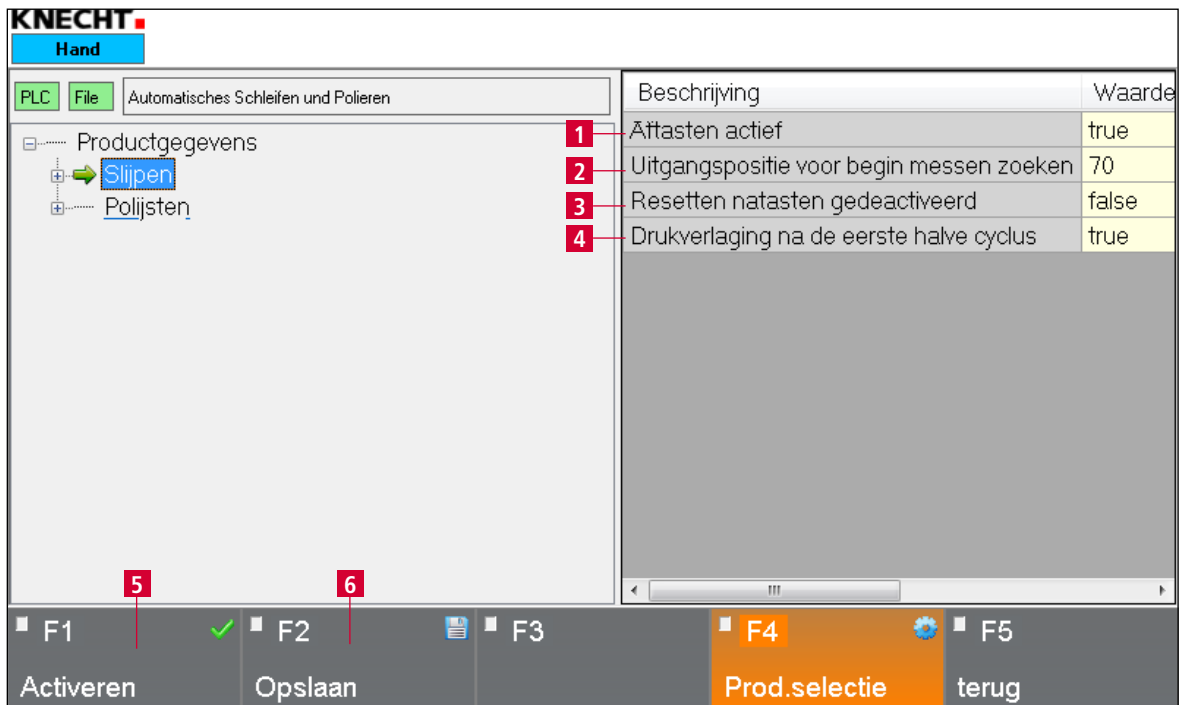 KNECHT
Hand
PLC File Automatisches Schleifen und Polieren
Productgegevens
Slijpen
Polijsten
Beschrijving Waarde
1 Aftasten actief true
2 Uitgangspositie voor begin messen zoeken 70
3 Resetten natasten gedeactiveerd false
4 Drukverlaging na de eerste halve cyclus true
5 6
F1 F2 F3 F4 F5
Activeren Opslaan Prod.selectie terug